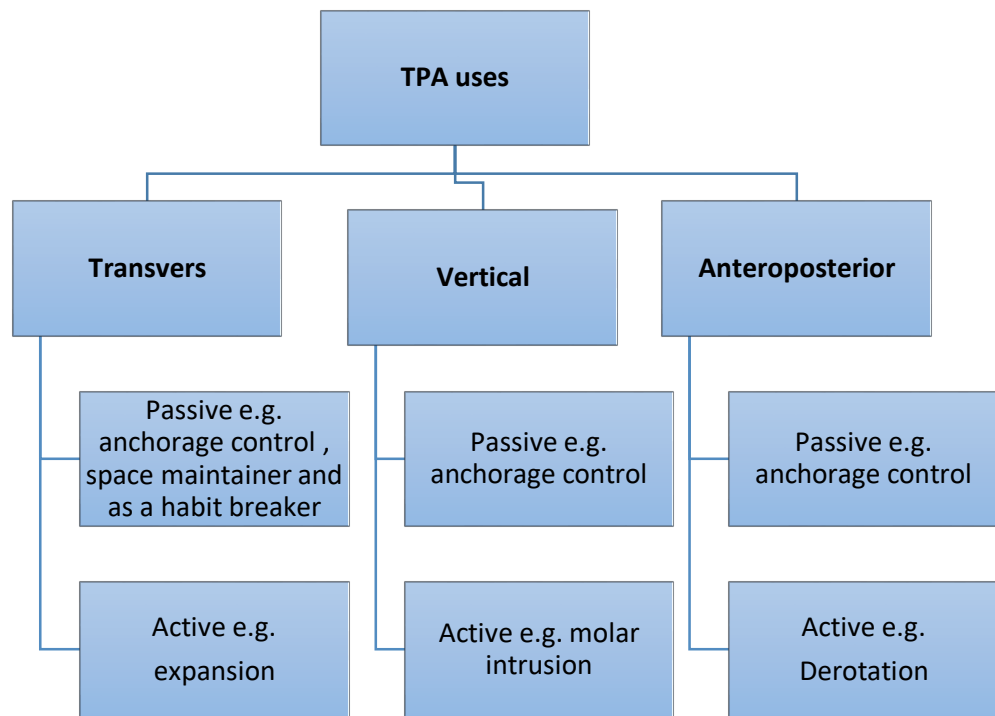 TPA uses
Transvers
Vertical
Anteroposterior
Passive e.g.
anchorage control ,
space maintainer and
as a habit breaker
Passive e.g.
anchorage control
Passive e.g.
anchorage control
Active e.g.
expansion
Active e.g. molar
intrusion
Active e.g.
Derotation